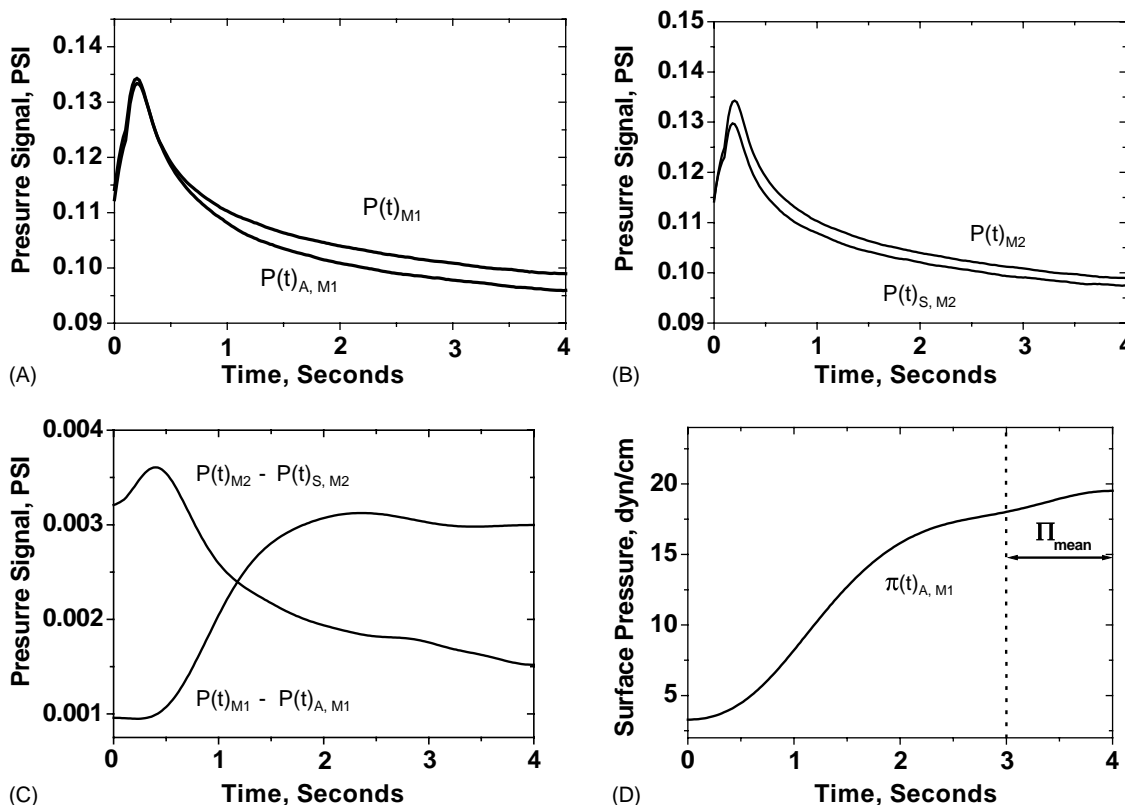 0.14
0.13
0.12
0.11
0.10
0.09
Presurre Signal, PSI
P(t)M1
P(t)A, M1
0 1 2 3 4
Time, Seconds
(A)
0.15
0.14
0.13
0.12
0.11
0.10
0.09
Presurre Signal, PSI
P(t)M2
P(t)S, M2
0 1 2 3 4
Time, Seconds
(B)
0.004
0.003
0.002
0.001
Presurre Signal, PSI
P(t)M2 - P(t)S, M2
P(t)M1 - P(t)A, M1
0 1 2 3 4
Time, Seconds
(C)
20
15
10
5
Surface Pressure, dyn/cm
Πmean
π(t)A, M1
0 1 2 3 4
Time, Seconds
(D)